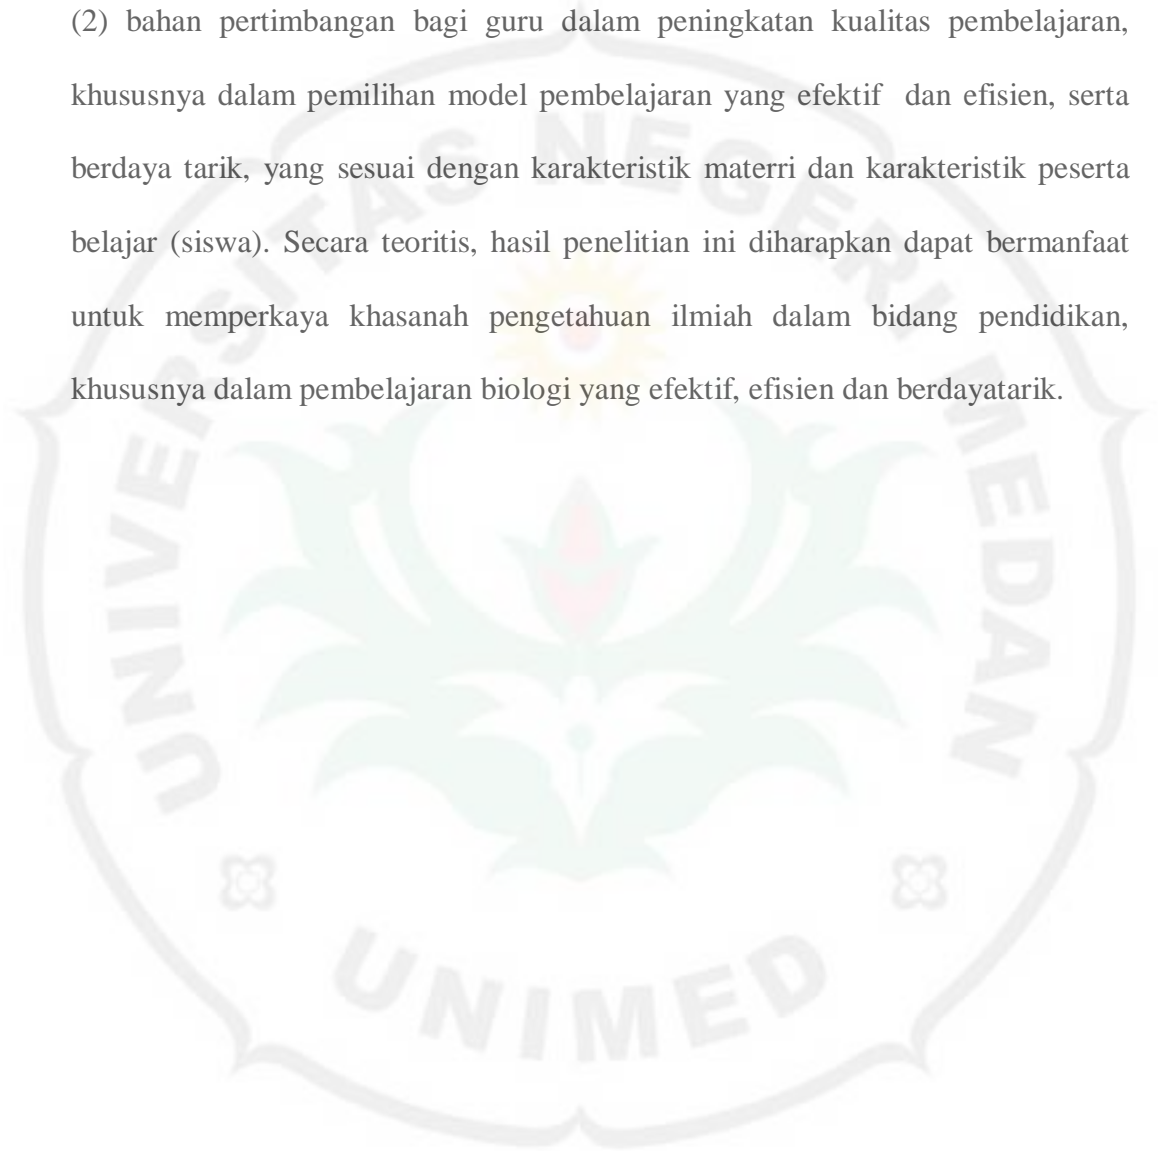 (2) bahan pertimbangan bagi guru dalam peningkatan kualitas pembelajaran,
khususnya dalam pemilihan model pembelajaran yang efektif dan efisien, serta
berdaya tarik, yang sesuai dengan karakteristik materri dan karakteristik peserta
belajar (siswa). Secara teoritis, hasil penelitian ini diharapkan dapat bermanfaat
untuk memperkaya khasanah pengetahuan ilmiah dalam bidang pendidikan,
khususnya dalam pembelajaran biologi yang efektif, efisien dan berdayatarik.
UNIVERSITAS NEGERI MEDAN
UNIMED